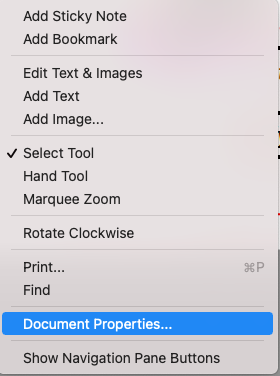 Add Sticky Note
Add Bookmark
Edit Text & Images
Add Text
Add Image...
✓ Select Tool
Hand Tool
Marquee Zoom
Rotate Clockwise
Print... ⌘P
Find
Document Properties...
Show Navigation Pane Buttons